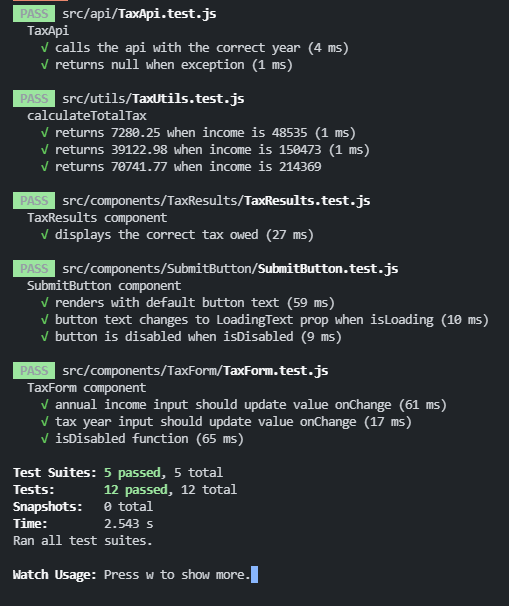 PASS src/api/TaxApi.test.js
TaxApi
√ calls the api with the correct year (4 ms)
√ returns null when exception (1 ms)
PASS src/utils/TaxUtils.test.js
calculateTotalTax
√ returns 7280.25 when income is 48535 (1 ms)
√ returns 39122.98 when income is 150473 (1 ms)
√ returns 70741.77 when income is 214369
PASS src/components/TaxResults/TaxResults.test.js
TaxResults component
√ displays the correct tax owed (27 ms)
PASS src/components/SubmitButton/SubmitButton.test.js
SubmitButton component
√ renders with default button text (59 ms)
√ button text changes to LoadingText prop when isLoading (10 ms)
√ button is disabled when isDisabled (9 ms)
PASS src/components/TaxForm/TaxForm.test.js
TaxForm component
√ annual income input should update value onChange (61 ms)
√ tax year input should update value onChange (17 ms)
√ isDisabled function (65 ms)
Test Suites: 5 passed, 5 total
Tests: 12 passed, 12 total
Snapshots: 0 total
Time: 2.543 s
Ran all test suites.
Watch Usage: Press w to show more.